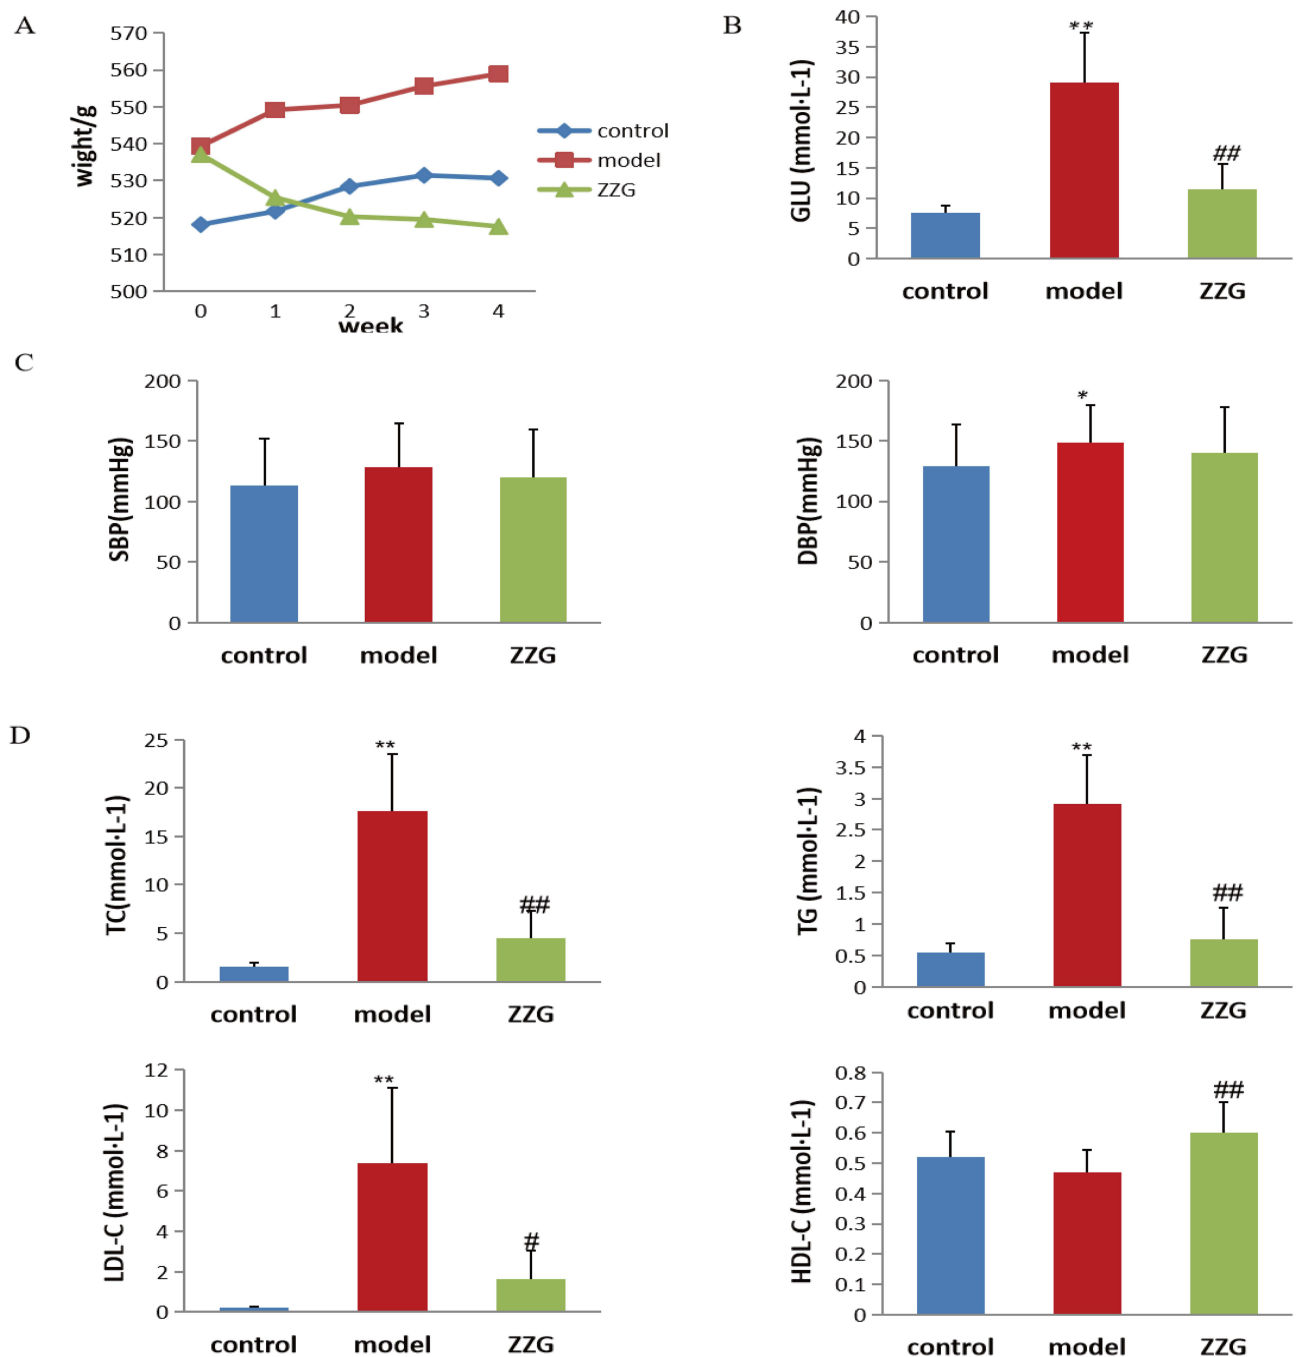 A
570
560
550
540
530
520
510
500
wight/g
0 1 2 3 4
week
control
model
ZZG
B
40
35
30
25
20
15
10
5
0
GLU (mmol·L-1)
**
##
control model ZZG
C
200
150
100
50
0
SBP(mmHg)
control model ZZG
200
150
100
50
0
DBP(mmHg)
*
control model ZZG
D
25
20
15
10
5
0
TC(mmol·L-1)
**
##
control model ZZG
4
3.5
3
2.5
2
1.5
1
0.5
0
TG (mmol·L-1)
**
##
control model ZZG
12
10
8
6
4
2
0
LDL-C (mmol·L-1)
**
#
control model ZZG
0.8
0.7
0.6
0.5
0.4
0.3
0.2
0.1
0
HDL-C (mmol·L-1)
##
control model ZZG